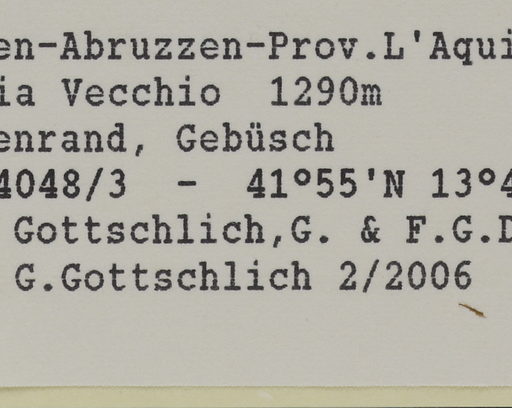 en-Abruzzen-Prov.L'Aqui
ia Vecchio 1290m
enrand, Gebüsch
4048/3 - 41°55'N 13°4
Gottschlich,G. & F.G.D
G.Gottschlich 2/2006